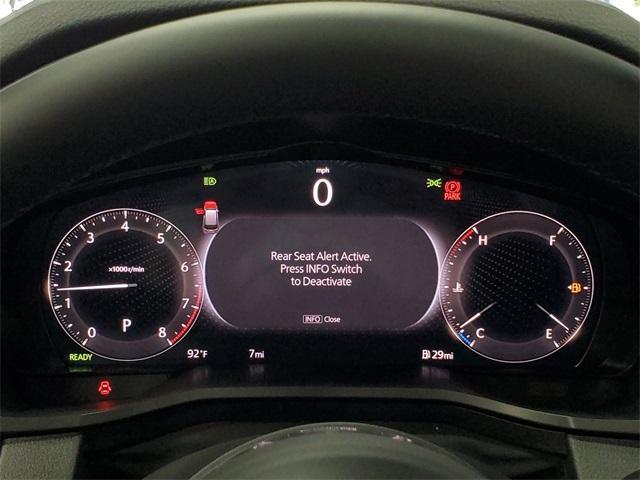 mph
0
PARK
3
4
5
2
6
1
7
0
8
×1000r/min
P
READY
Rear Seat Alert Active.
Press INFO Switch
to Deactivate
INFO Close
H
F
C
E
92°F
7mi
29mi